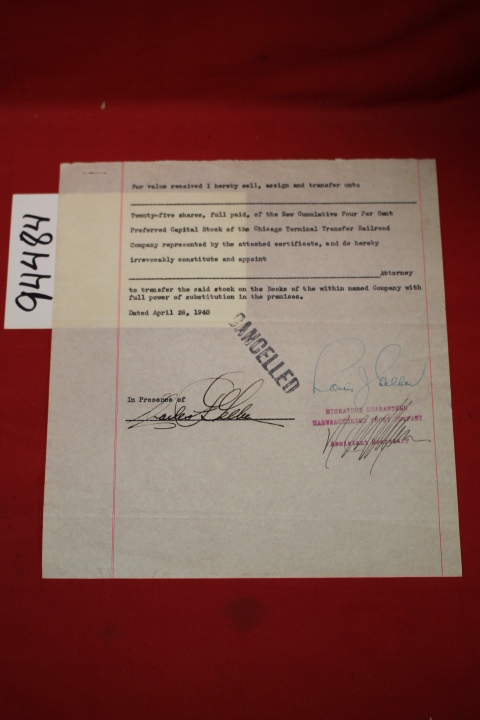 94484
For value received I hereby sell, assign and transfer unto
Twenty-five shares, full paid, of the New Cumulative Four Per Cent
Preferred Capital Stock of the Chicago Terminal Transfer Railroad
Company represented by the attached certificate, and do hereby
irrevocably constitute and appoint
Attorney
to transfer the said stock on the Books of the within named Company with
full power of substitution in the premises.
Dated April 26, 1940
CANCELLED
In Presence of
Louis J
SIGNATURE GUARANTEED
MANUFACTURERS TRUST COMPANY
Assistant Secretary